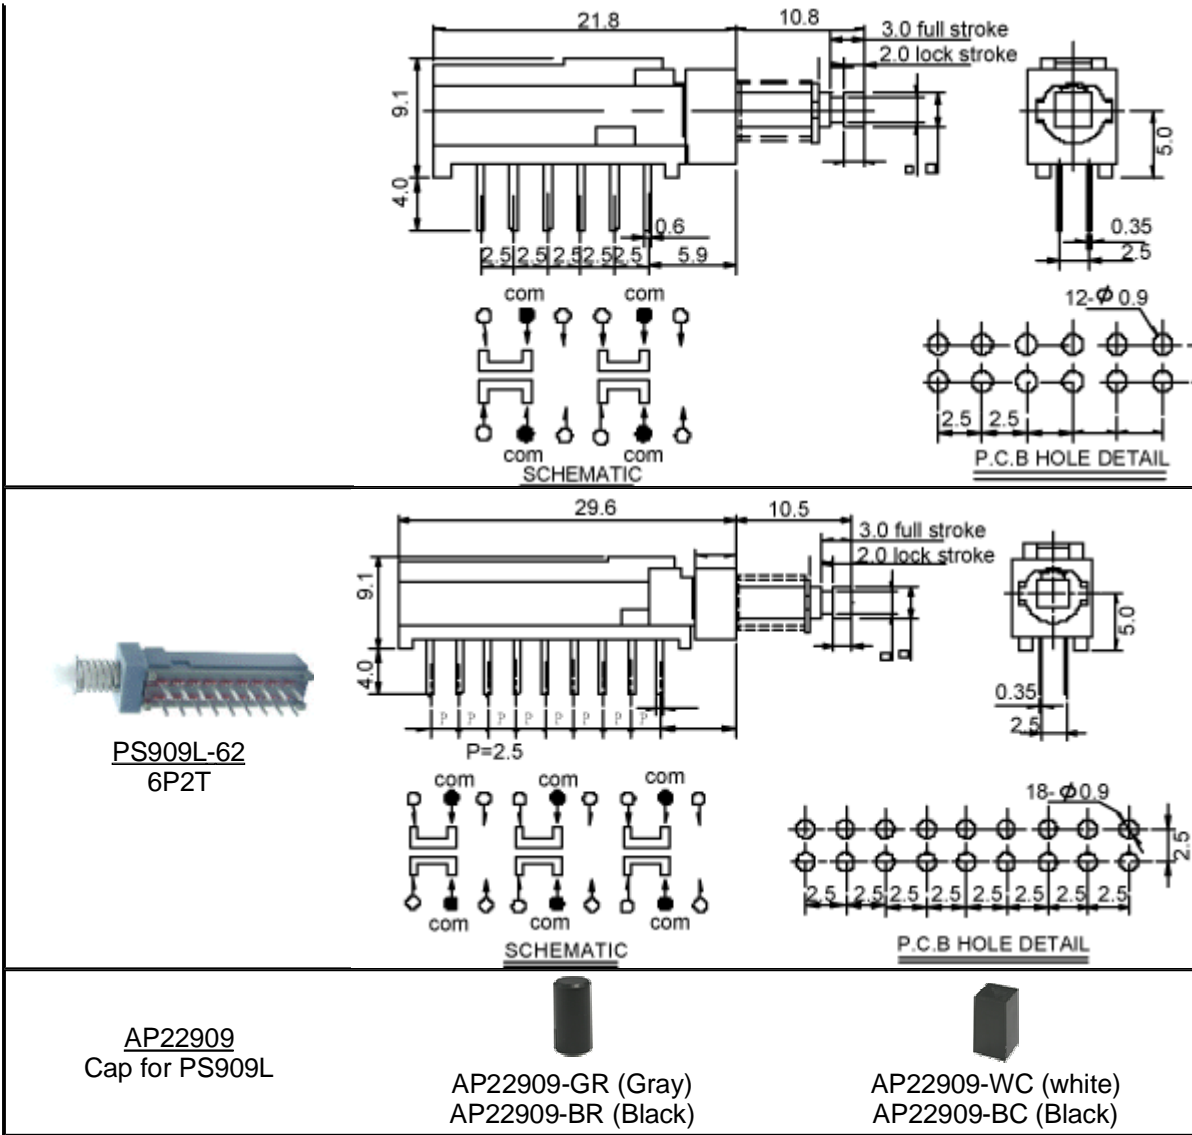 21.8
10.8
3.0 full stroke
2.0 lock stroke
9.1
4.0
5.0
0.6
0.35
2.5 2.5 2.5 2.5 2.5
5.9
2.5
com com
12-ϕ 0.9
2.5 2.5
com com
SCHEMATIC
P.C.B HOLE DETAIL
29.6
10.5
3.0 full stroke
2.0 lock stroke
9.1
4.0
5.0
0.35
2.5
P P P P P P P P
P=2.5
PS909L-62
6P2T
com com com
18-ϕ0.9
2.5
2.5 2.5 2.5 2.5 2.5 2.5 2.5 2.5
com com com
SCHEMATIC
P.C.B HOLE DETAIL
AP22909
Cap for PS909L
AP22909-GR (Gray)
AP22909-BR (Black)
AP22909-WC (white)
AP22909-BC (Black)